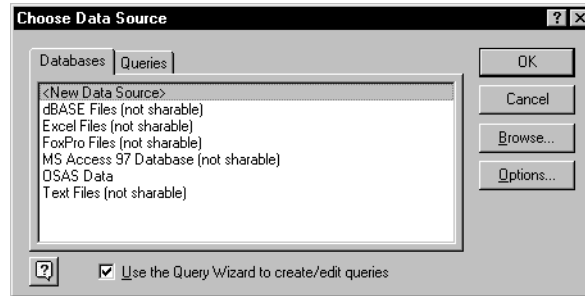 Choose Data Source
Databases
Queries
<New Data Source>
dBASE Files (not sharable)
Excel Files (not sharable)
FoxPro Files (not sharable)
MS Access 97 Database (not sharable)
OSAS Data
Text Files (not sharable)
OK
Cancel
Browse...
Options...
Use the Query Wizard to create/edit queries